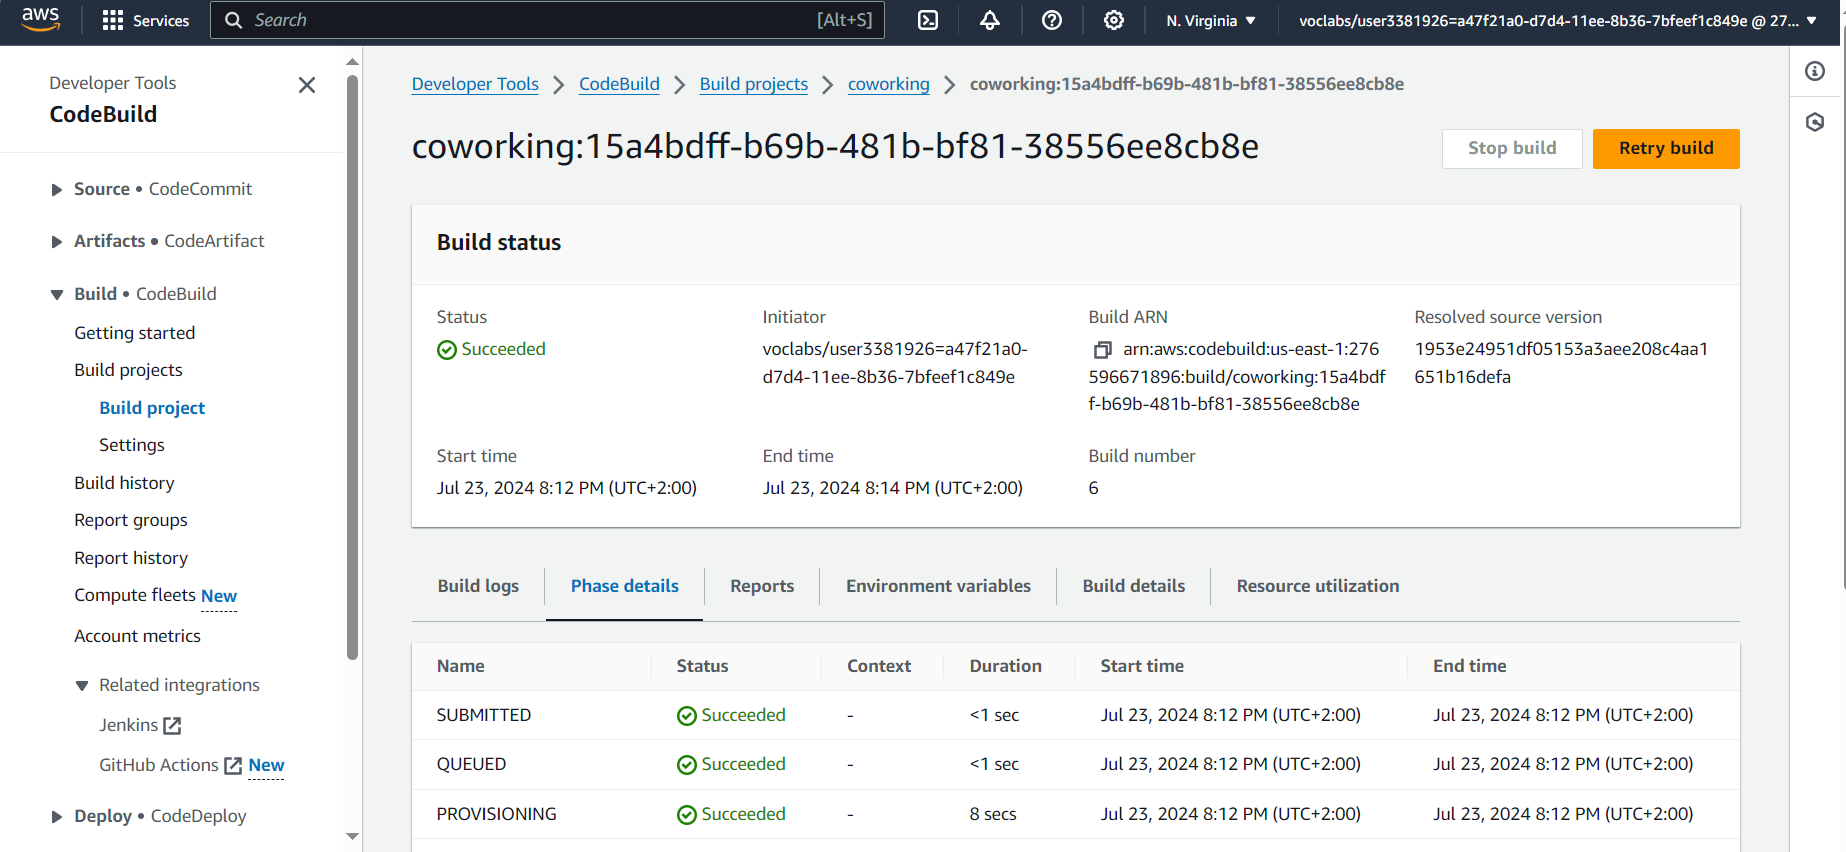 aws
Services
Search
[Alt+S]
N. Virginia
voclabs/user3381926=a47f21a0-d7d4-11ee-8b36-7bfeef1c849e @ 27...
Developer Tools
CodeBuild
Source • CodeCommit
Artifacts • CodeArtifact
Build • CodeBuild
Getting started
Build projects
Build project
Settings
Build history
Report groups
Report history
Compute fleets New
Account metrics
Related integrations
Jenkins
GitHub Actions New
Deploy • CodeDeploy
Developer Tools
CodeBuild
Build projects
coworking
coworking:15a4bdff-b69b-481b-bf81-38556ee8cb8e
coworking:15a4bdff-b69b-481b-bf81-38556ee8cb8e
Stop build
Retry build
Build status
Status
Succeeded
Initiator
voclabs/user3381926=a47f21a0-
d7d4-11ee-8b36-7bfeef1c849e
Build ARN
arn:aws:codebuild:us-east-1:276
596671896:build/coworking:15a4bdf
f-b69b-481b-bf81-38556ee8cb8e
Resolved source version
1953e24951df05153a3aee208c4aa1
651b16defa
Start time
Jul 23, 2024 8:12 PM (UTC+2:00)
End time
Jul 23, 2024 8:14 PM (UTC+2:00)
Build number
6
Build logs
Phase details
Reports
Environment variables
Build details
Resource utilization
Name Status Context Duration Start time End time
SUBMITTED Succeeded - <1 sec Jul 23, 2024 8:12 PM (UTC+2:00) Jul 23, 2024 8:12 PM (UTC+2:00)
QUEUED Succeeded - <1 sec Jul 23, 2024 8:12 PM (UTC+2:00) Jul 23, 2024 8:12 PM (UTC+2:00)
PROVISIONING Succeeded - 8 secs Jul 23, 2024 8:12 PM (UTC+2:00) Jul 23, 2024 8:12 PM (UTC+2:00)